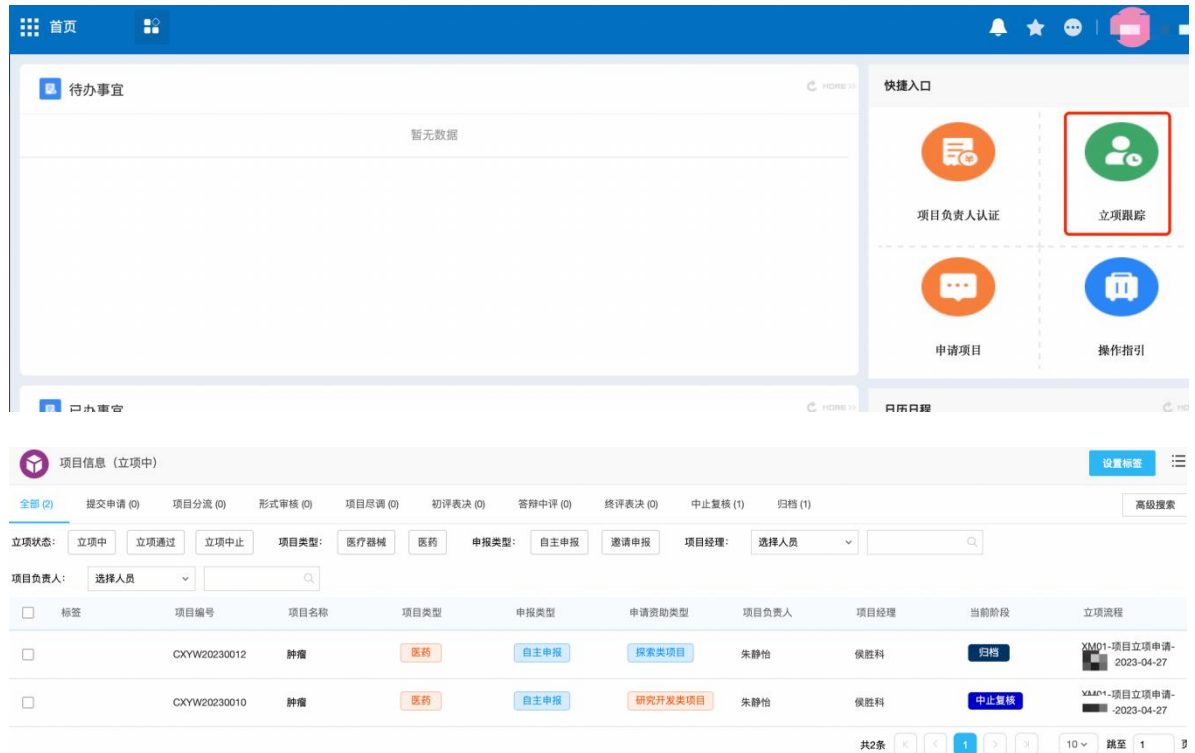 首页
待办事宜
MORE >>
快捷入口
暂无数据
项目负责人认证
立项跟踪
申请项目
操作指引
已办事宜
MORE >>
日历日程
项目信息（立项中）
设置标签
全部 (2) 提交申请 (0) 项目分流 (0) 形式审核 (0) 项目尽调 (0) 初评表决 (0) 答辩中评 (0) 终评表决 (0) 中止复核 (1) 归档 (1) 高级搜索
立项状态： 立项中 立项通过 立项中止 项目类型： 医疗器械 医药 申报类型： 自主申报 邀请申报 项目经理： 选择人员
项目负责人： 选择人员
标签 项目编号 项目名称 项目类型 申报类型 申请资助类型 项目负责人 项目经理 当前阶段 立项流程
CXYW20230012 肿瘤 医药 自主申报 探索类项目 朱静怡 侯胜科 归档 XM01-项目立项申请-
2023-04-27
CXYW20230010 肿瘤 医药 自主申报 研究开发类项目 朱静怡 侯胜科 中止复核 XM01-项目立项申请-
-2023-04-27
共2条 1 10 跳至 1